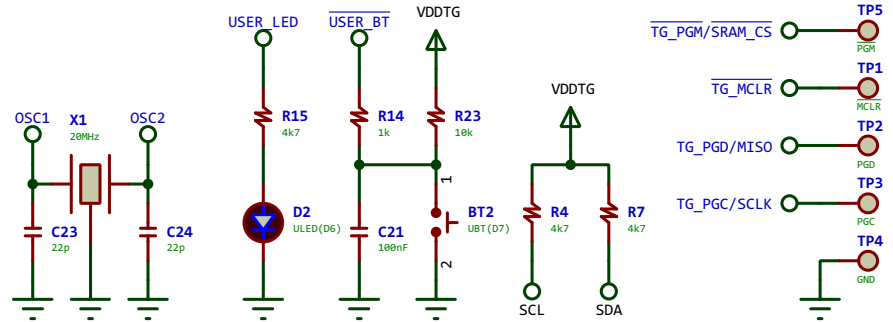 OSC1
X1
20MHz
OSC2
C23
22p
C24
22p
USER_LED
R15
4k7
D2
ULED(D6)
USER_BT
VDDTG
R14
1k
R23
10k
1
C21
100nF
BT2
UBT(D7)
2
VDDTG
R4
4k7
R7
4k7
SCL
SDA
TG_PGM/SRAM_CS
TP5
PGM
TG_MCLR
TP1
MCLR
TG_PGD/MISO
TP2
PGD
TG_PGC/SCLK
TP3
PGC
TP4
GND